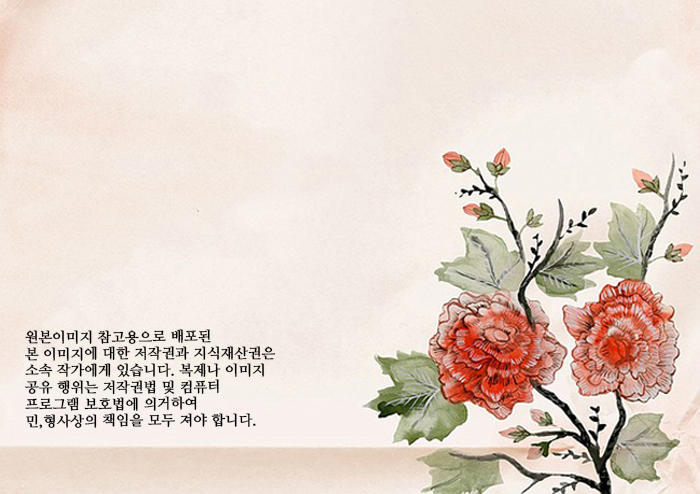 원본이미지 참고용으로 배포된
본 이미지에 대한 저작권과 지식재산권은
소속 작가에게 있습니다. 복제나 이미지
공유 행위는 저작권법 및 컴퓨터
프로그램 보호법에 의거하여
민,형사상의 책임을 모두 져야 합니다.